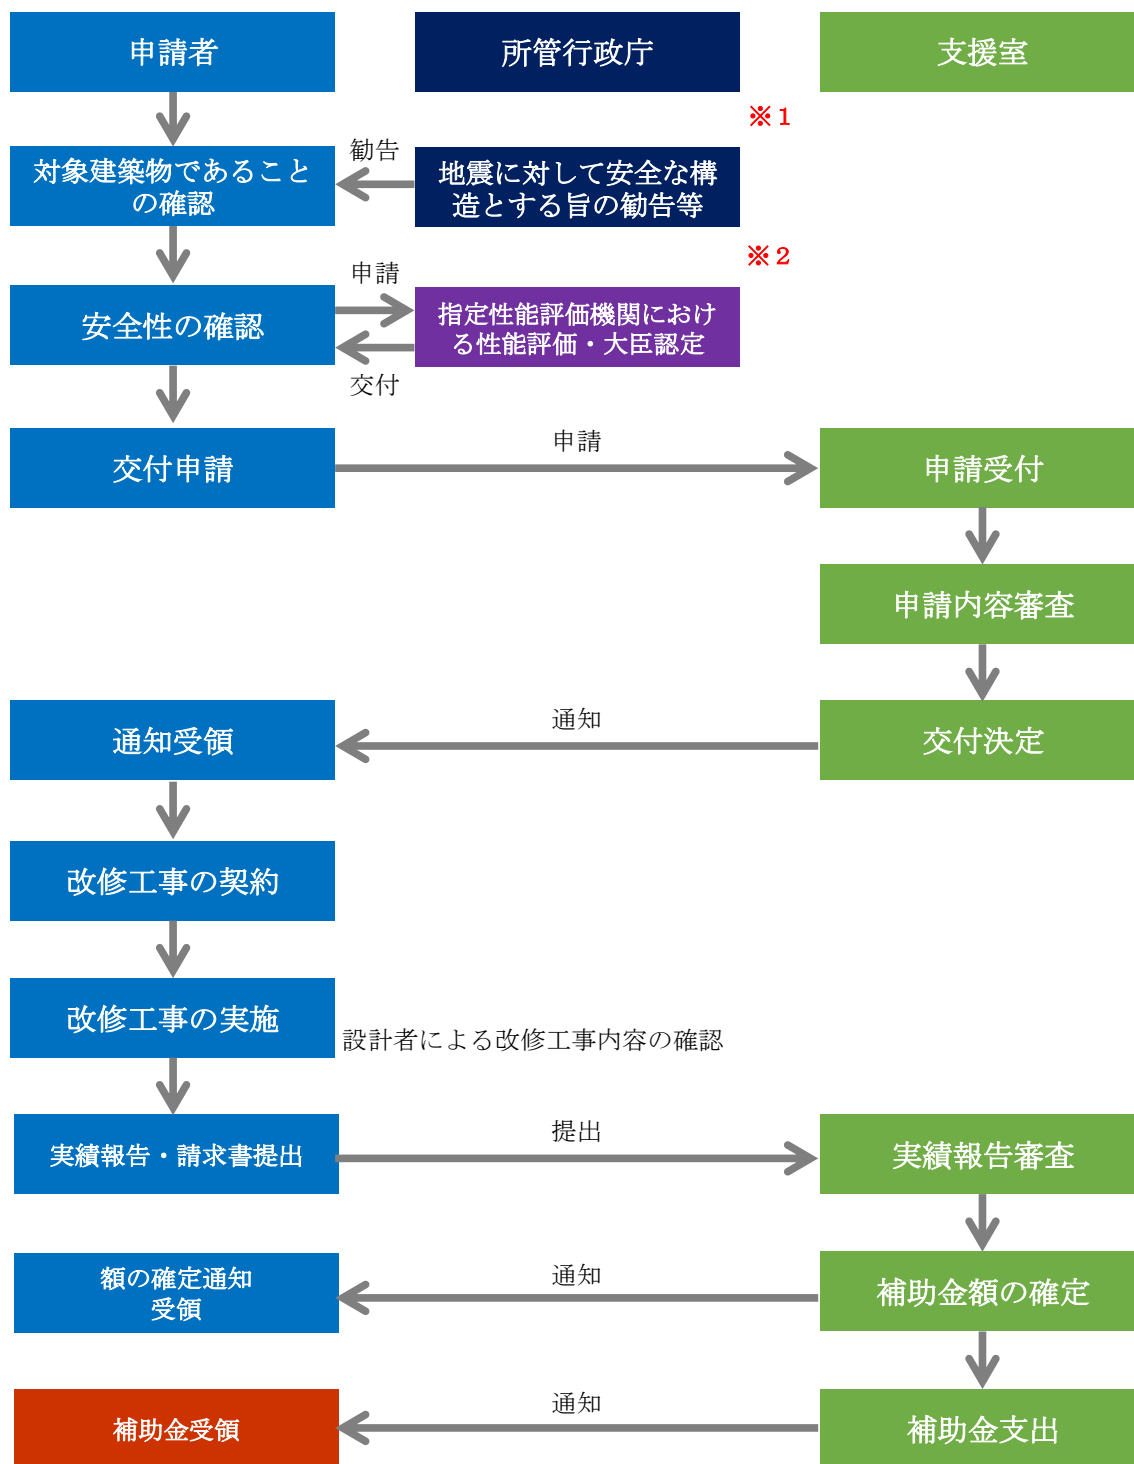 申請者
所管行政庁
支援室
※1
勧告
対象建築物であること
の確認
地震に対して安全な構
造とする旨の勧告等
※2
申請
安全性の確認
指定性能評価機関におけ
る性能評価・大臣認定
交付
交付申請
申請
申請受付
申請内容審査
通知受領
通知
交付決定
改修工事の契約
改修工事の実施
設計者による改修工事内容の確認
実績報告・請求書提出
提出
実績報告審査
額の確定通知
受領
通知
補助金額の確定
補助金受領
通知
補助金支出